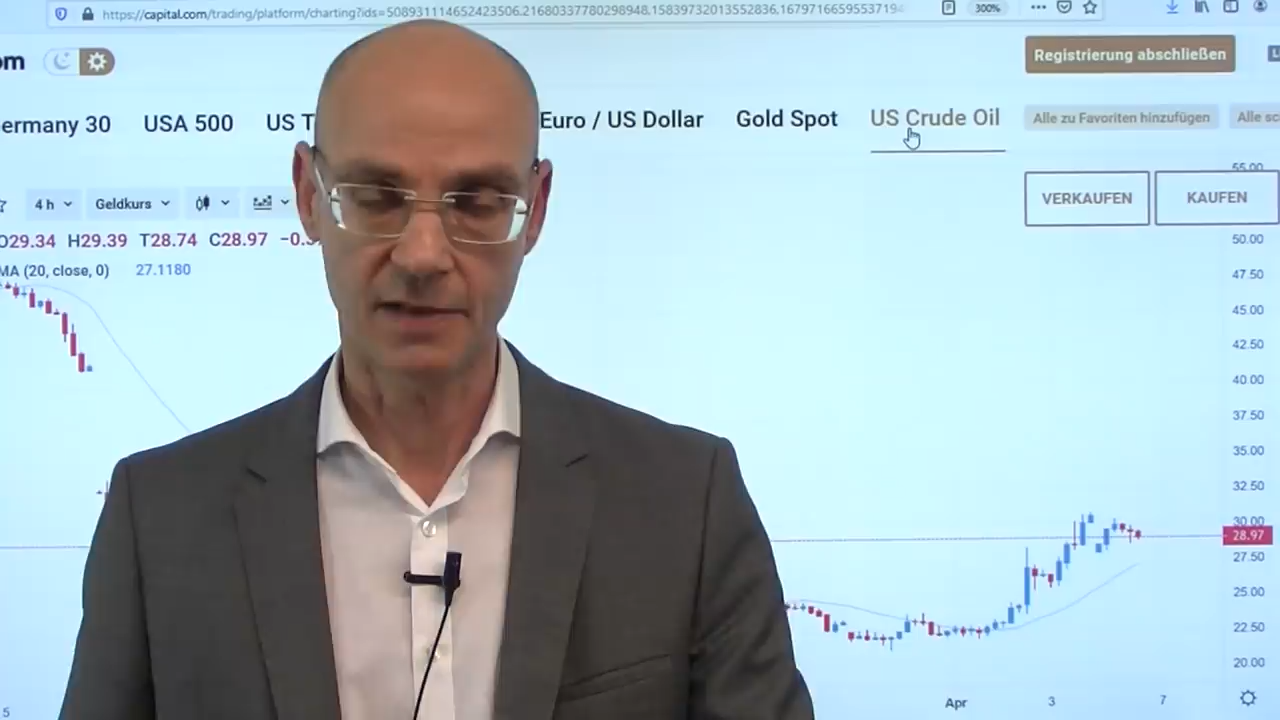 https://capital.com/trading/platform/charting?ids=508931114652423506.21680337780298948.15839732013552836.1679716659553719
300%
om
Registrierung abschließen
ermany 30 USA 500 US T Euro / US Dollar Gold Spot US Crude Oil
Alle zu Favoriten hinzufügen Alle sc
4 h Geldkurs
VERKAUFEN KAUFEN
O29.34 H29.39 T28.74 C28.97
MA (20, close, 0) 27.1180
55.00
50.00
47.50
45.00
42.50
40.00
37.50
35.00
32.50
30.00
28.97
27.50
25.00
22.50
20.00
5 Apr 3 7